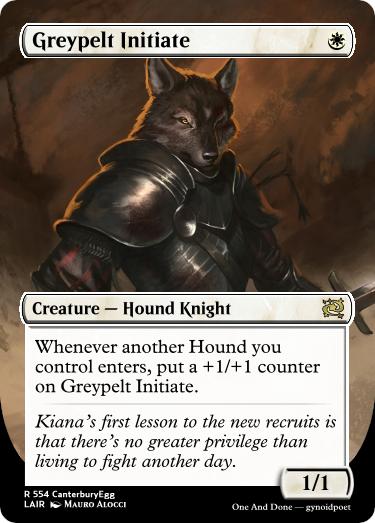 Greypelt Initiate
Creature — Hound Knight
Whenever another Hound you
control enters, put a +1/+1 counter
on Greypelt Initiate.
Kiana's first lesson to the new recruits is
that there's no greater privilege than
living to fight another day.
1/1
R 554 CanterburyEgg
LAIR Mauro Alocci
One And Done — gynoidpoet